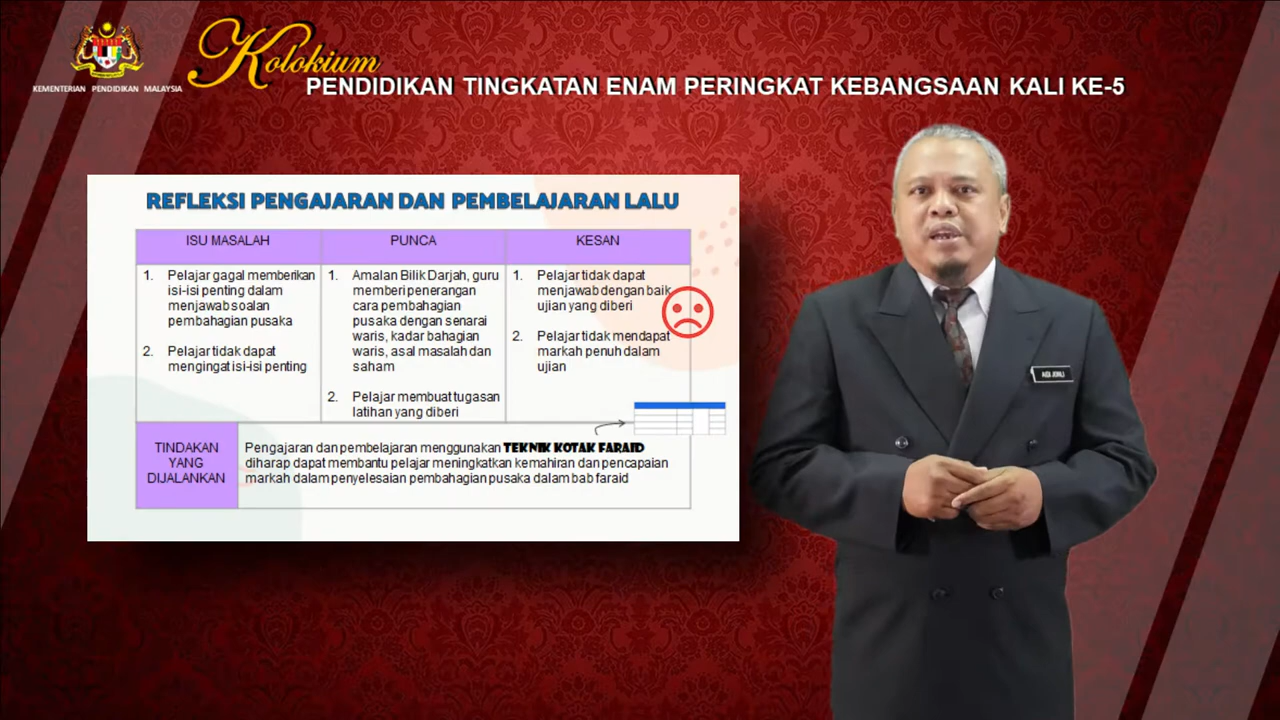 Kolokium
KEMENTERIAN PENDIDIKAN MALAYSIA
PENDIDIKAN TINGKATAN ENAM PERINGKAT KEBANGSAAN KALI KE-5
REFLEKSI PENGAJARAN DAN PEMBELAJARAN LALU
ISU MASALAH
1. Pelajar gagal memberikan
isi-isi penting dalam
menjawab soalan
pembahagian pusaka
2. Pelajar tidak dapat
mengingat isi-isi penting
PUNCA
1. Amalan Bilik Darjah, guru
memberi penerangan
cara pembahagian
pusaka dengan senarai
waris, kadar bahagian
waris, asal masalah dan
saham
2. Pelajar membuat tugasan
latihan yang diberi
KESAN
1. Pelajar tidak dapat
menjawab dengan baik
ujian yang diberi
2. Pelajar tidak mendapat
markah penuh dalam
ujian
TINDAKAN
YANG
DIJALANKAN
Pengajaran dan pembelajaran menggunakan TEKNIK KOTAK FARAID
diharap dapat membantu pelajar meningkatkan kemahiran dan pencapaian
markah dalam penyelesaian pembahagian pusaka dalam bab faraid